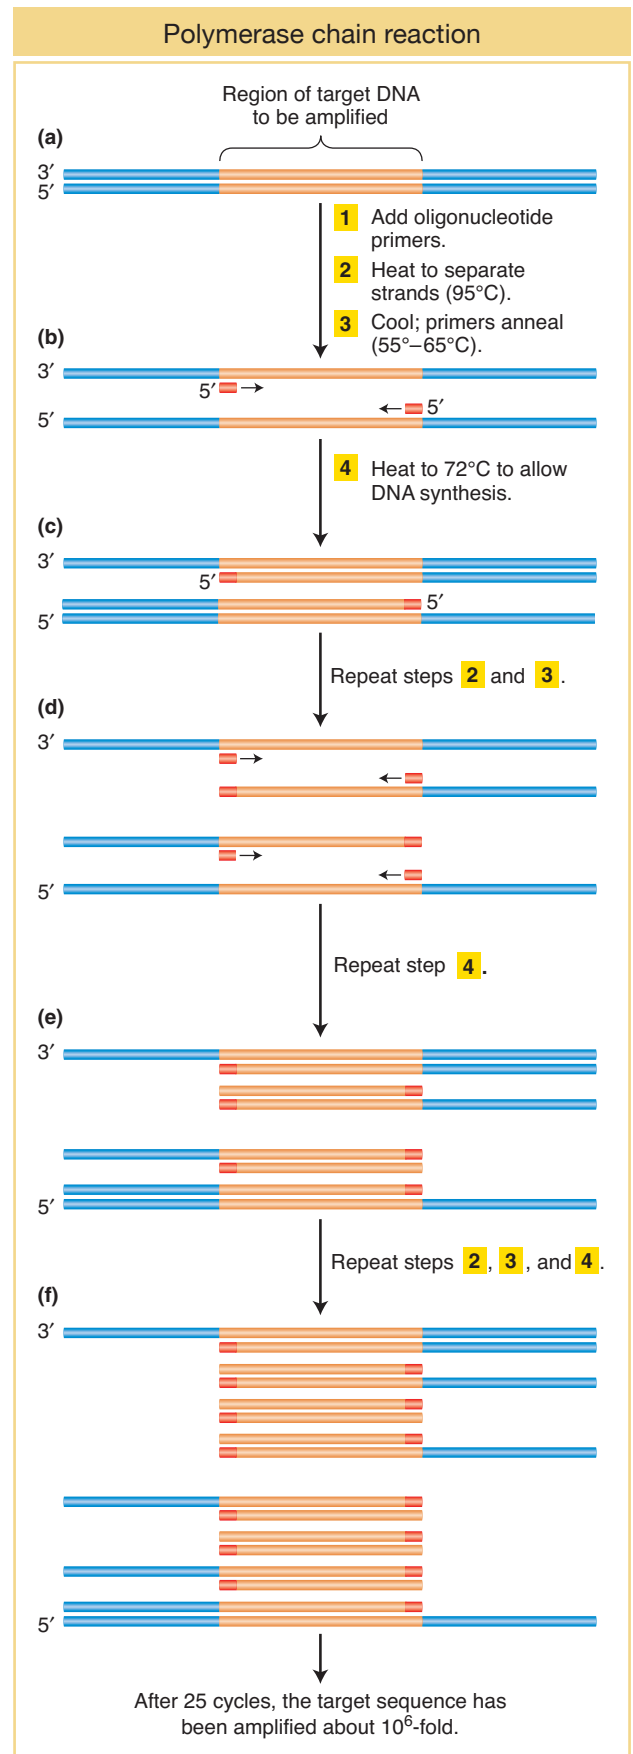 Polymerase chain reaction
Region of target DNA
to be amplified
(a)
3′
5′
1 Add oligonucleotide
primers.
2 Heat to separate
strands (95°C).
3 Cool; primers anneal
(55°–65°C).
(b)
3′
5′
5′
5′
4 Heat to 72°C to allow
DNA synthesis.
(c)
3′
5′
5′
5′
Repeat steps 2 and 3.
(d)
3′
5′
Repeat step 4.
(e)
3′
5′
Repeat steps 2, 3, and 4.
(f)
3′
5′
After 25 cycles, the target sequence has
been amplified about 10⁶-fold.